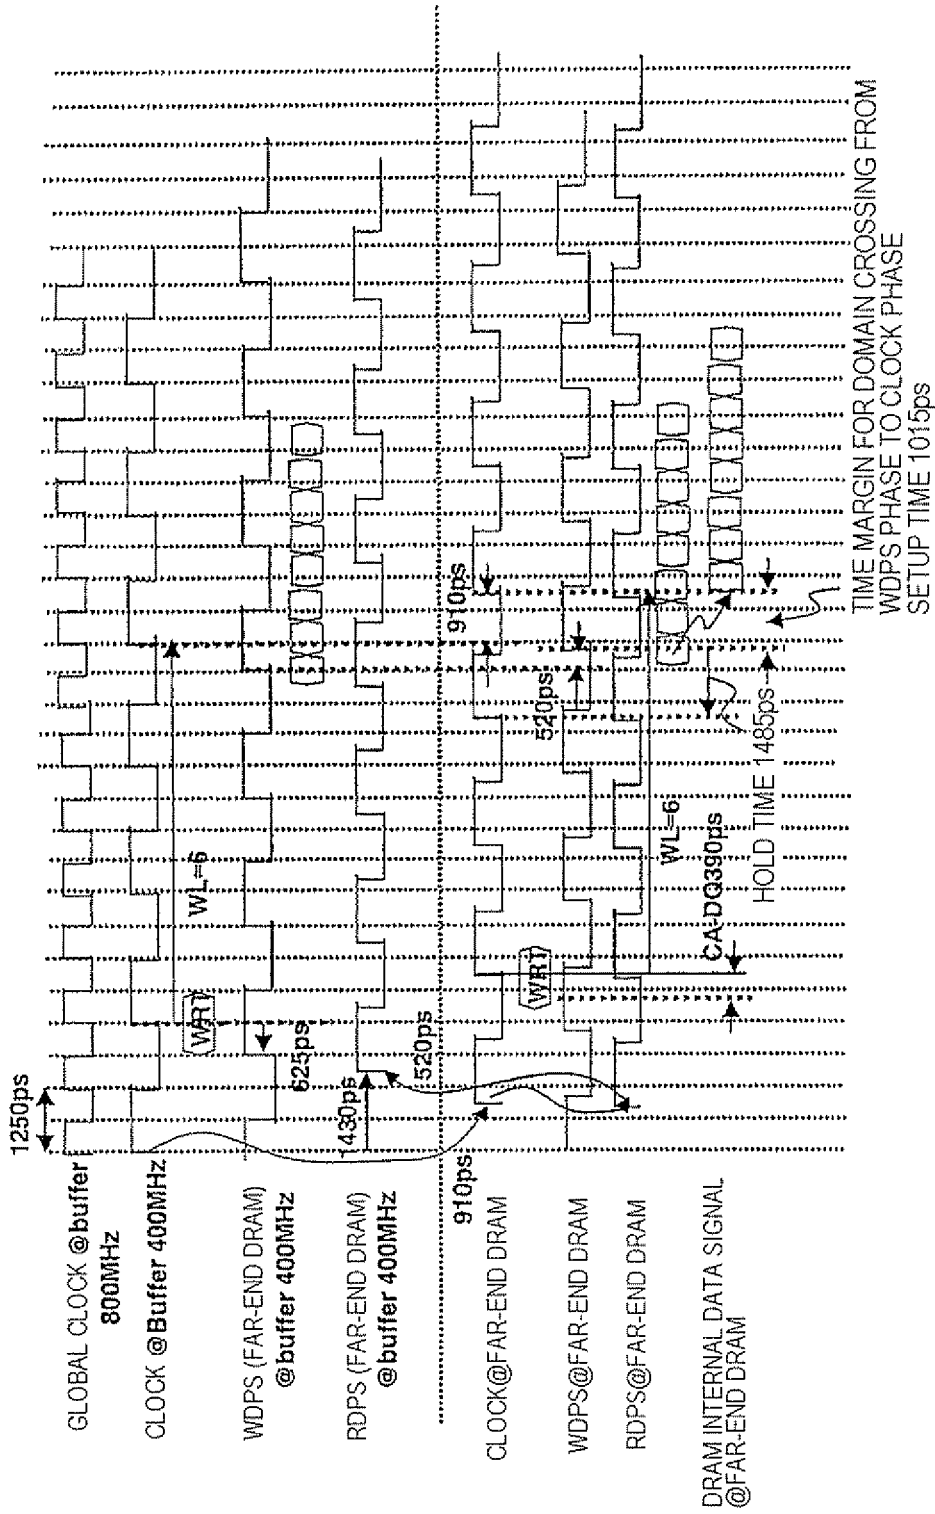 1250ps
GLOBAL CLOCK @buffer
800MHz
CLOCK @Buffer 400MHz
WRT
WL=6
WDPS (FAR-END DRAM)
@buffer 400MHz
625ps
RDPS (FAR-END DRAM)
@buffer 400MHz
1430ps
520ps
910ps
910ps
CLOCK@FAR-END DRAM
WRT
520ps
WDPS@FAR-END DRAM
RDPS@FAR-END DRAM
WL=6
CA-DQ390ps
DRAM INTERNAL DATA SIGNAL
@FAR-END DRAM
HOLD TIME 1485ps
TIME MARGIN FOR DOMAIN CROSSING FROM
WDPS PHASE TO CLOCK PHASE
SETUP TIME 1015ps